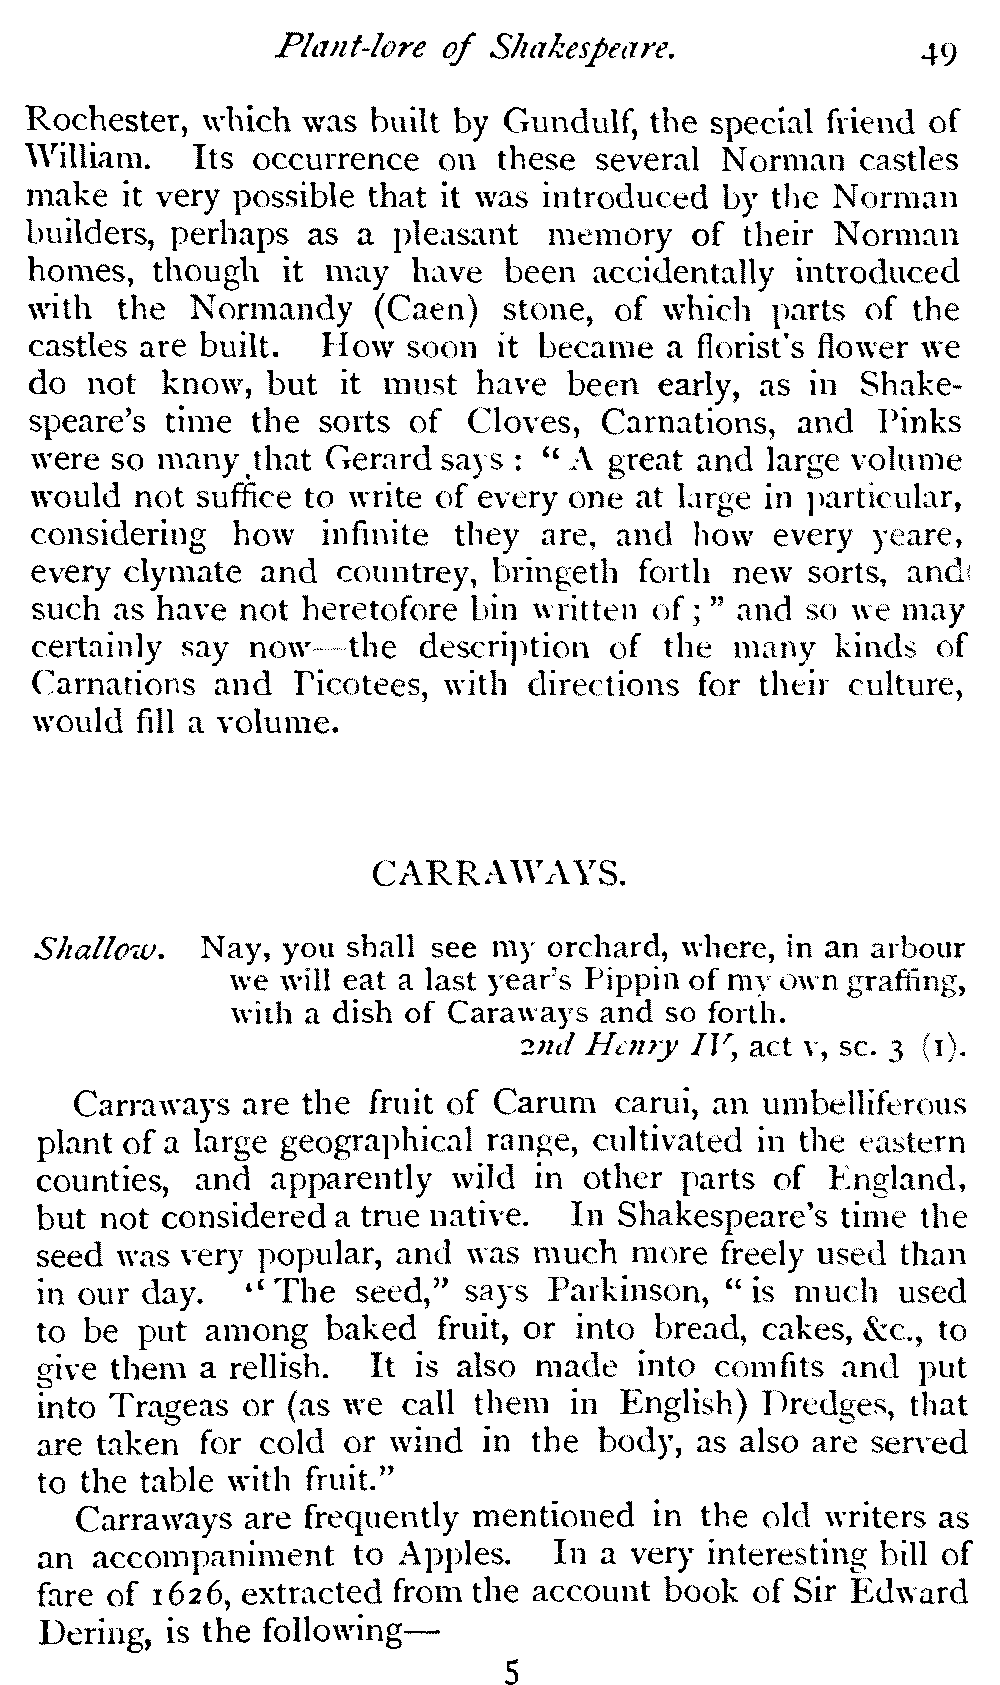 Plant-lore of Shakespeare. 49
Rochester, which was built by Gundulf, the special friend of
William. Its occurrence on these several Norman castles
make it very possible that it was introduced by the Norman
builders, perhaps as a pleasant memory of their Norman
homes, though it may have been accidentally introduced
with the Normandy (Caen) stone, of which parts of the
castles are built. How soon it became a florist's flower we
do not know, but it must have been early, as in Shake-
speare's time the sorts of Cloves, Carnations, and Pinks
were so many that Gerard says : “ A great and large volume
would not suffice to write of every one at large in particular,
considering how infinite they are, and how every yeare,
every clymate and countrey, bringeth forth new sorts, and
such as have not heretofore bin written of ; ” and so we may
certainly say now—the description of the many kinds of
Carnations and Picotees, with directions for their culture,
would fill a volume.
CARRAWAYS.
Shallow. Nay, you shall see my orchard, where, in an arbour
we will eat a last year's Pippin of my own graffing,
with a dish of Caraways and so forth.
2nd Henry IV, act v, sc. 3 (1).
Carraways are the fruit of Carum carui, an umbelliferous
plant of a large geographical range, cultivated in the eastern
counties, and apparently wild in other parts of England,
but not considered a true native. In Shakespeare's time the
seed was very popular, and was much more freely used than
in our day. “ The seed,” says Parkinson, “ is much used
to be put among baked fruit, or into bread, cakes, &c., to
give them a rellish. It is also made into comfits and put
into Trageas or (as we call them in English) Dredges, that
are taken for cold or wind in the body, as also are served
to the table with fruit.”
Carraways are frequently mentioned in the old writers as
an accompaniment to Apples. In a very interesting bill of
fare of 1626, extracted from the account book of Sir Edward
Dering, is the following—
5